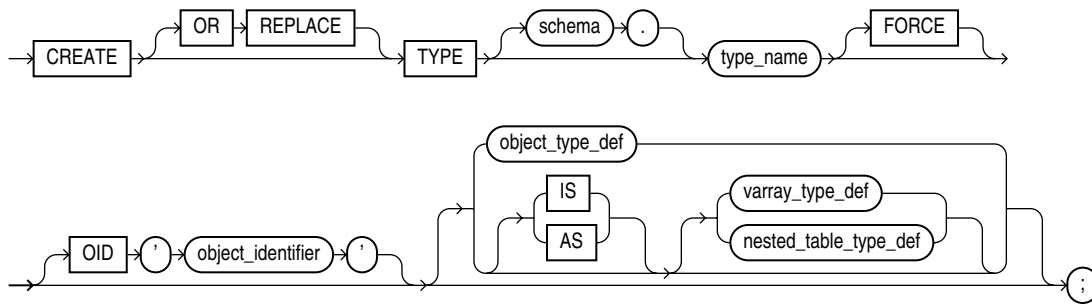 CREATE OR REPLACE TYPE schema . type_name FORCE
object_type_def
IS varray_type_def
OID ' object_identifier ' AS nested_table_type_def
;